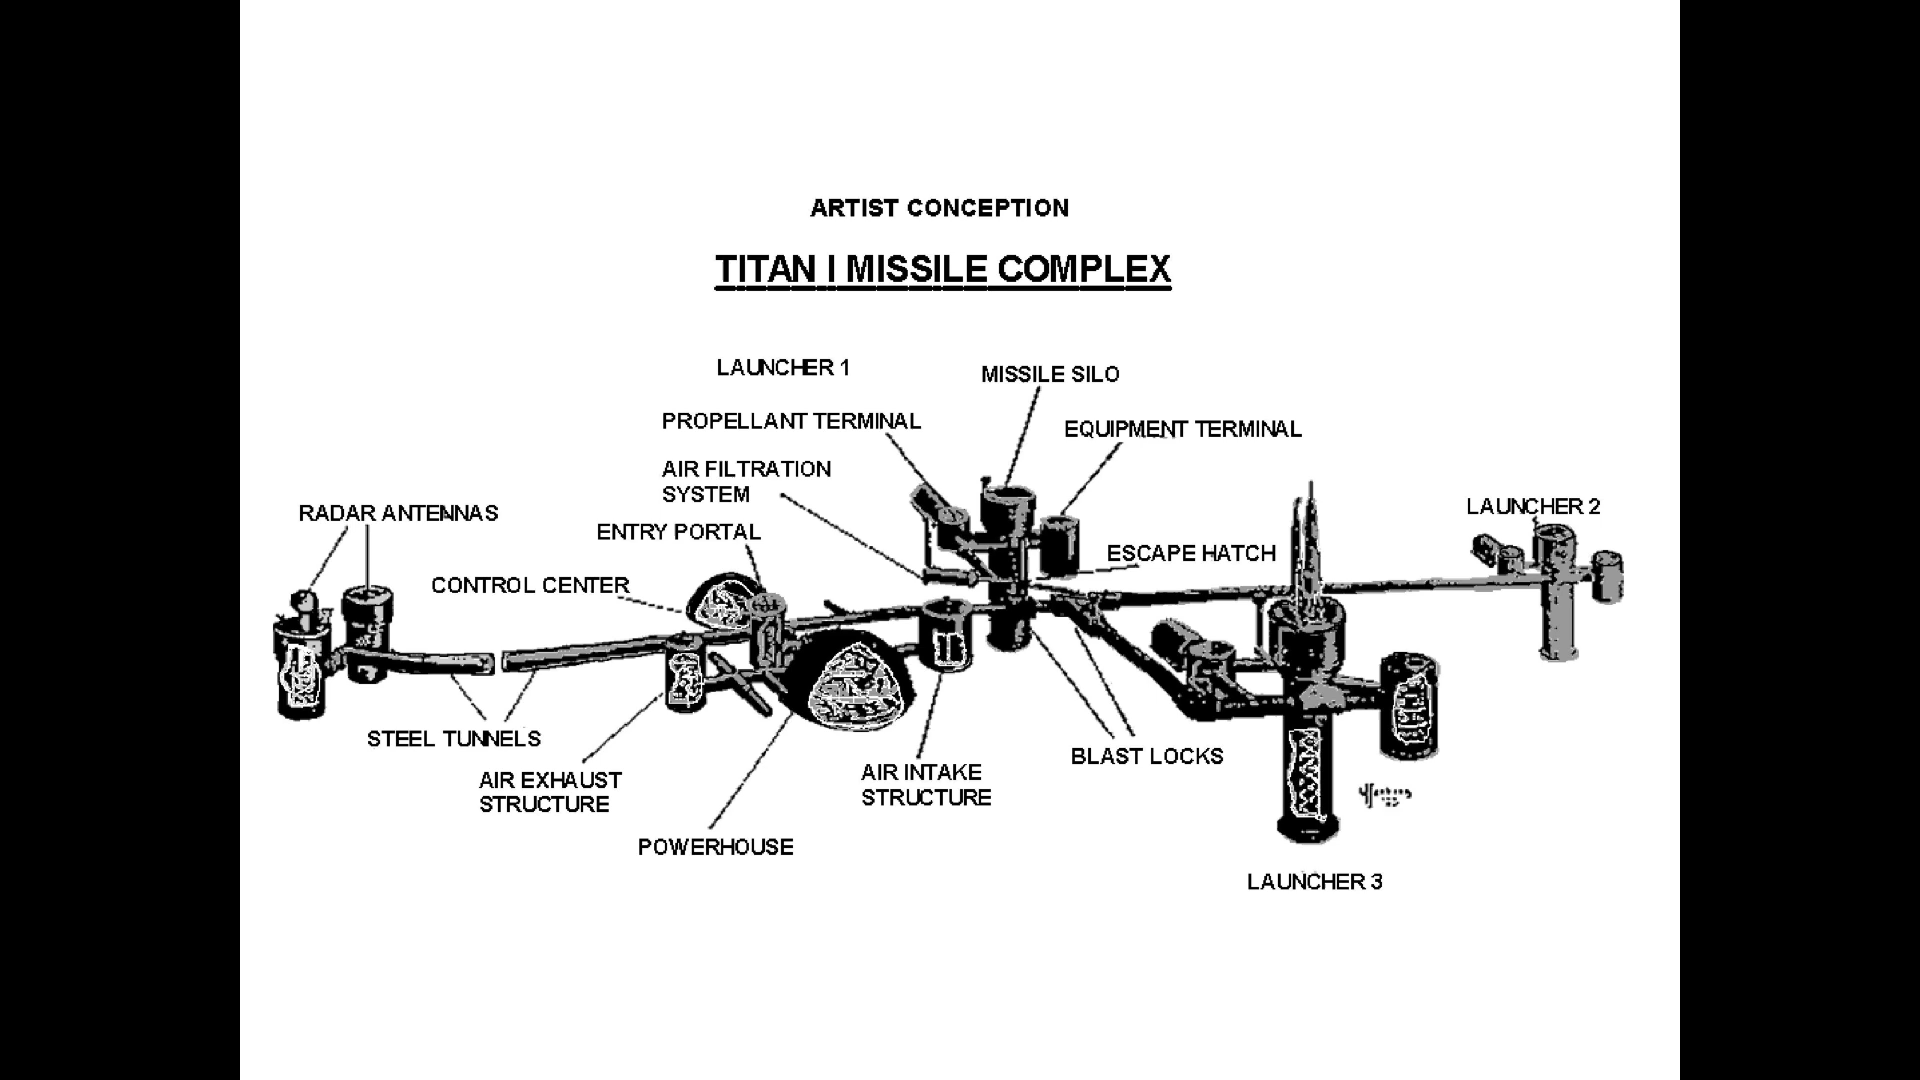 ARTIST CONCEPTION
TITAN I MISSILE COMPLEX
LAUNCHER 1
MISSILE SILO
PROPELLANT TERMINAL
EQUIPMENT TERMINAL
AIR FILTRATION
SYSTEM
RADAR ANTENNAS
ENTRY PORTAL
LAUNCHER 2
ESCAPE HATCH
CONTROL CENTER
STEEL TUNNELS
AIR EXHAUST
STRUCTURE
AIR INTAKE
STRUCTURE
BLAST LOCKS
POWERHOUSE
LAUNCHER 3